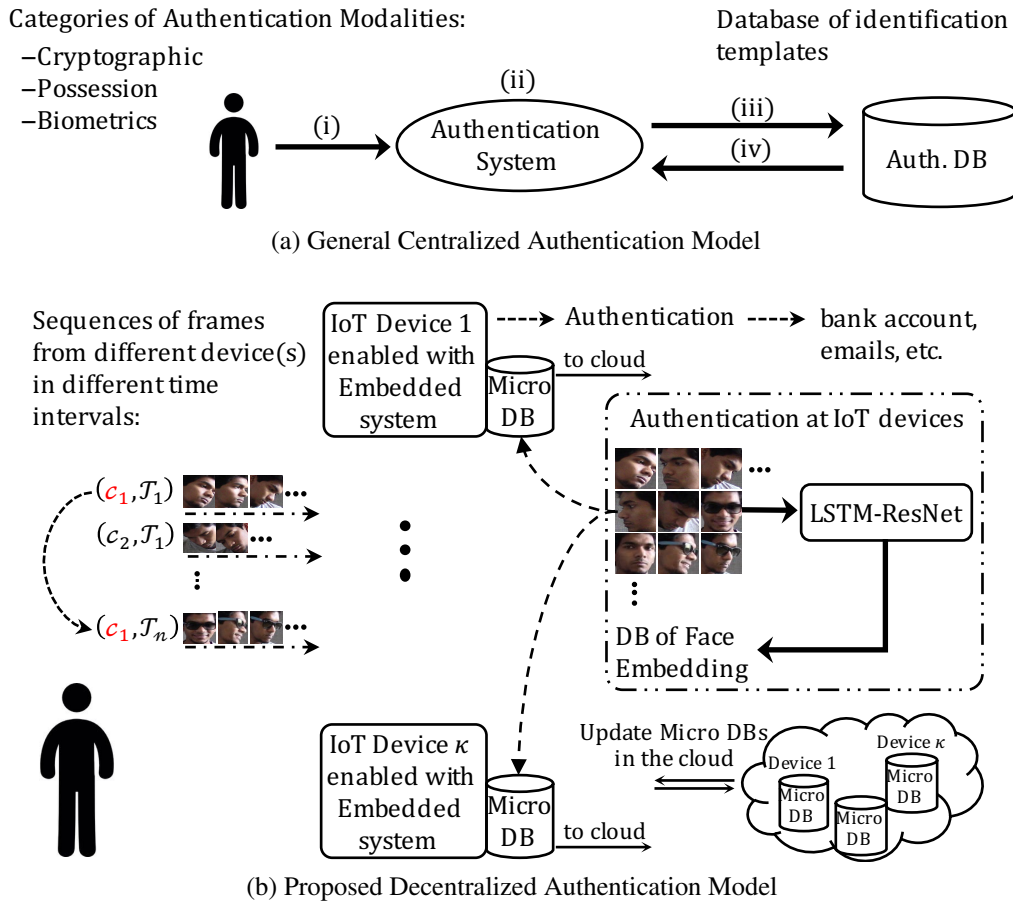 Categories of Authentication Modalities:
–Cryptographic
–Possession
–Biometrics
(i)
(ii)
Authentication
System
(iii)
(iv)
Database of identification
templates
Auth. DB
(a) General Centralized Authentication Model
Sequences of frames
from different device(s)
in different time
intervals:
(c₁,𝒯₁)
(c₂,𝒯₁)
(c₁,𝒯ₙ)
IoT Device 1
enabled with
Embedded
system
Micro
DB
Authentication
bank account,
emails, etc.
to cloud
Authentication at IoT devices
LSTM-ResNet
DB of Face
Embedding
IoT Device κ
enabled with
Embedded
system
Micro
DB
to cloud
Update Micro DBs
in the cloud
Device 1
Micro
DB
Micro
DB
Device κ
Micro
DB
(b) Proposed Decentralized Authentication Model